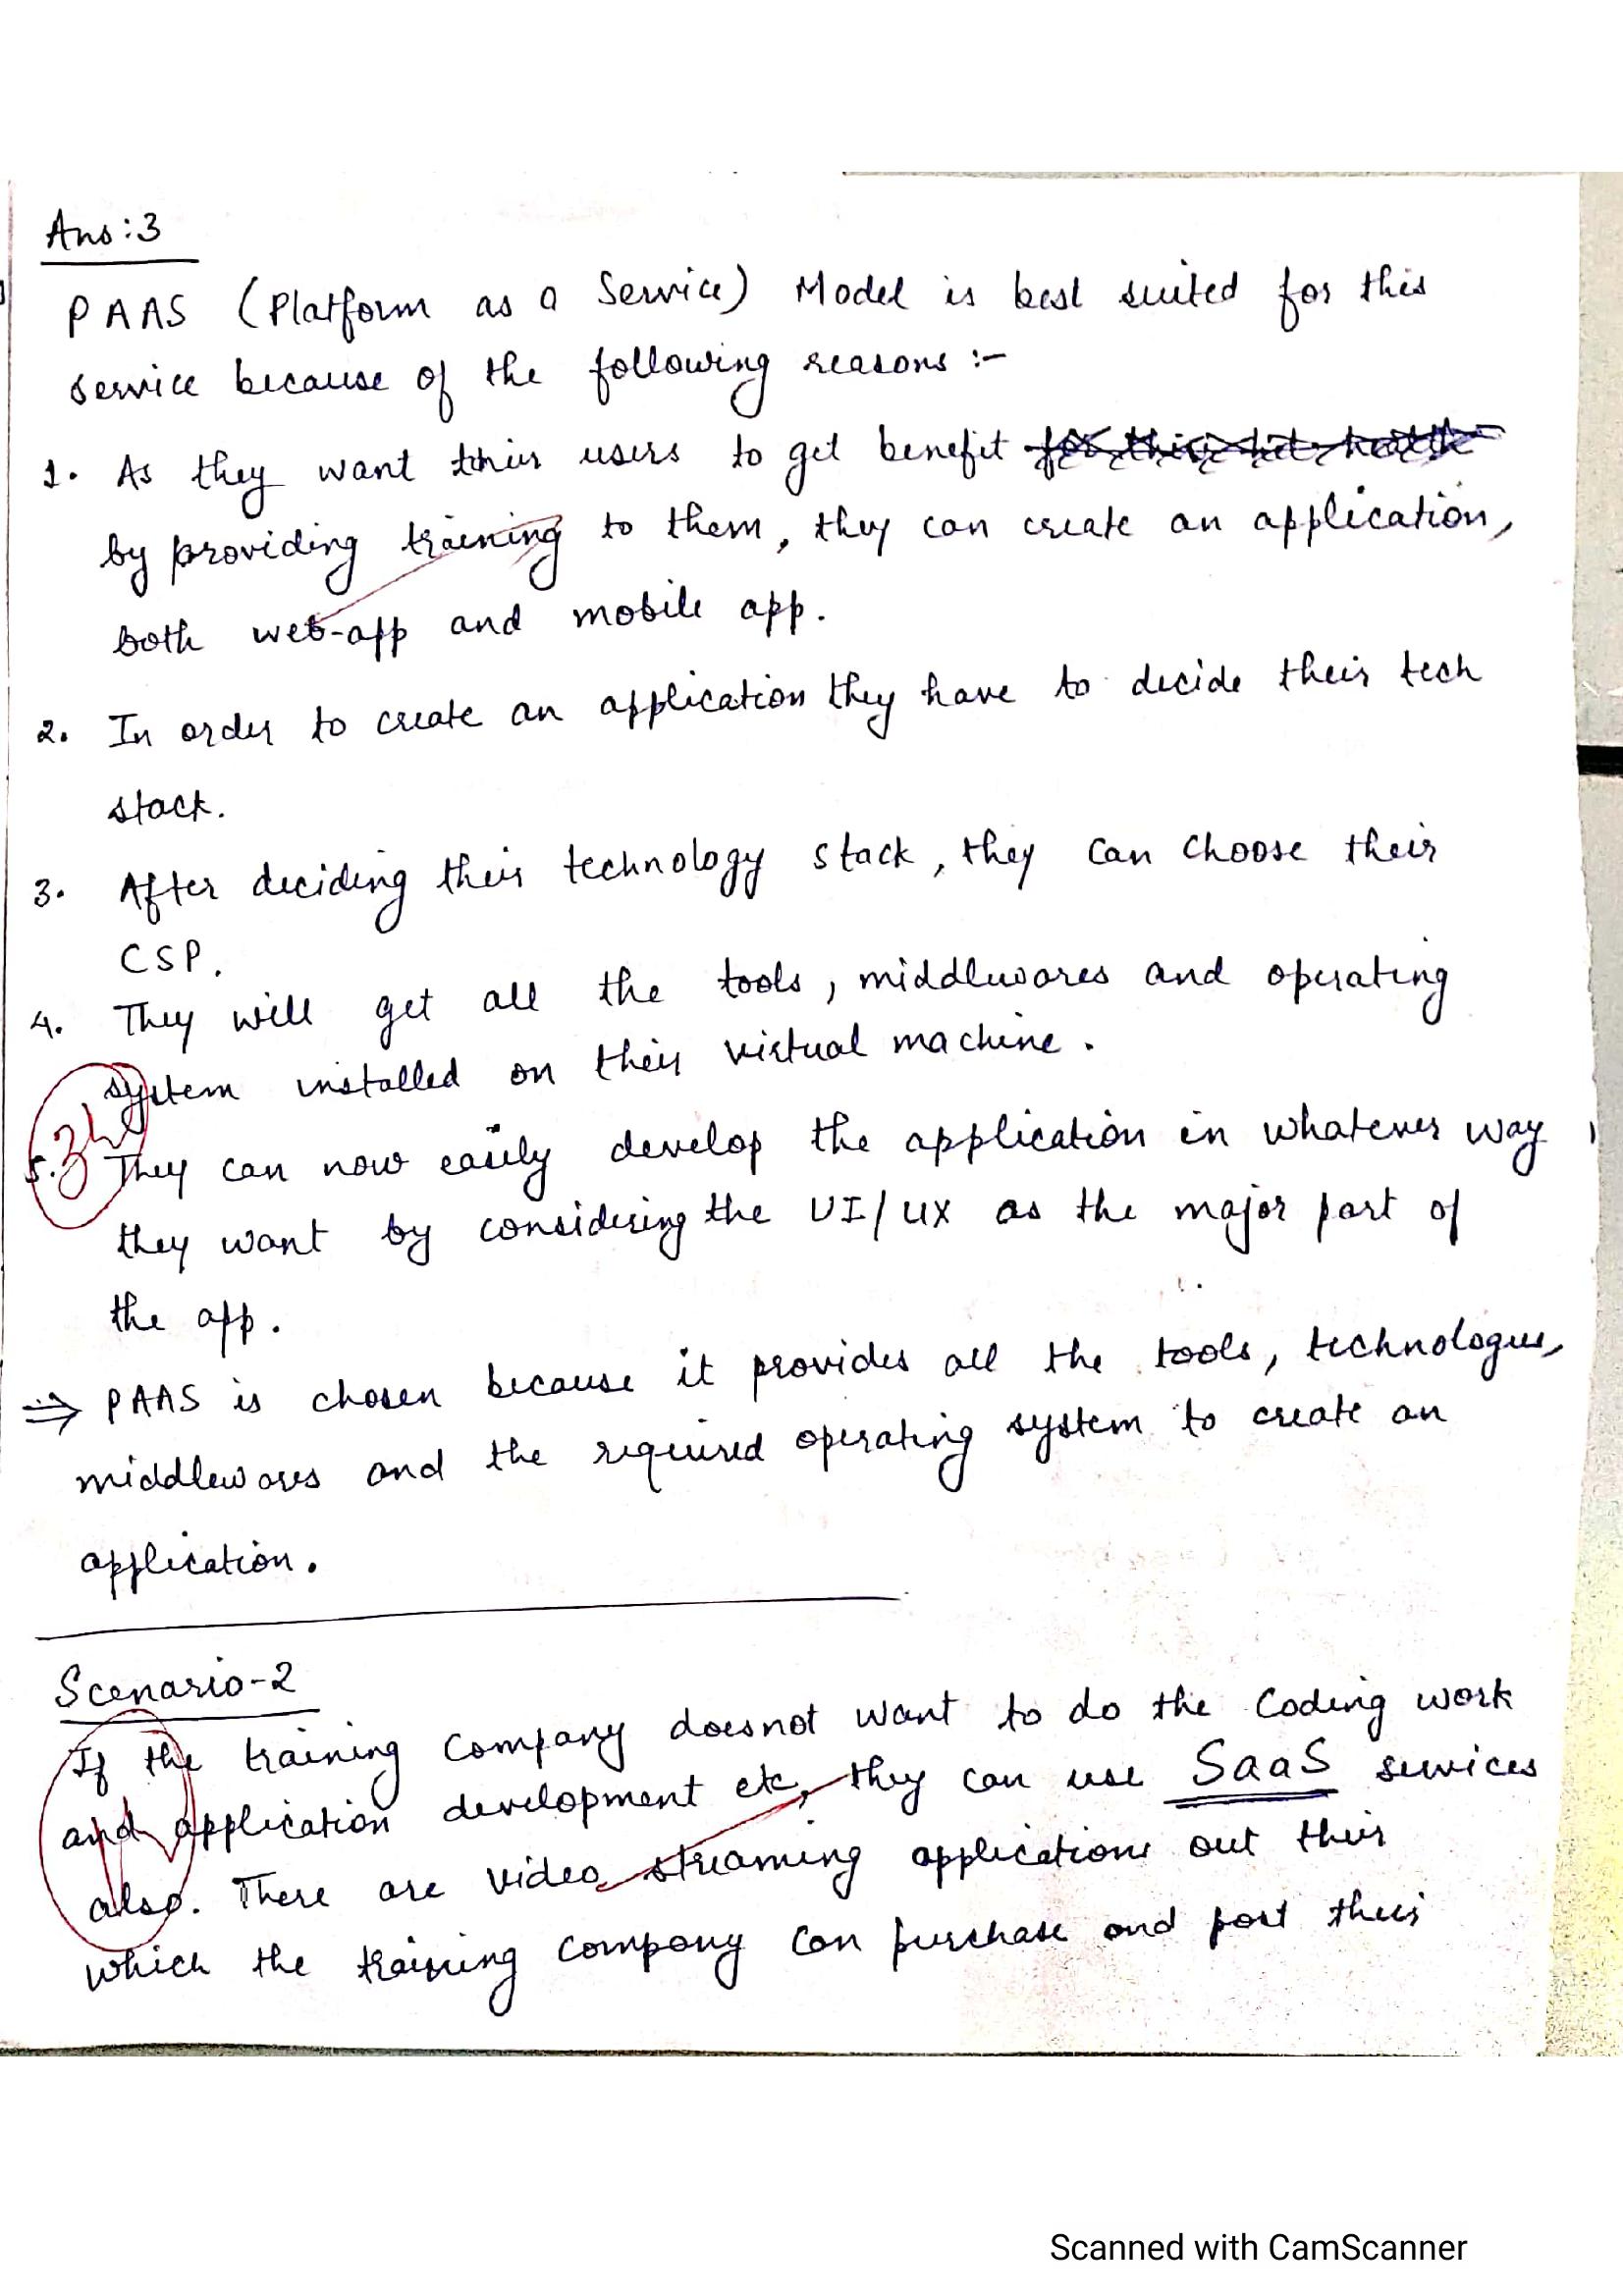 Ans:3
PAAS (Platform as a Service) Model is best suited for this
service because of the following reasons :-
1. As they want their users to get benefit
by providing training to them, they can create an application,
both web-app and mobile app.
2. In order to create an application they have to decide their tech
stack.
3. After deciding their technology stack, they can choose their
CSP.
4. They will get all the tools, middlewares and operating
system installed on their virtual machine.
5. They can now easily develop the application in whatever way
they want by considering the UI/UX as the major part of
the app.
⇒ PAAS is chosen because it provides all the tools, technologies,
middlewares and the required operating system to create an
application.
Scenario-2
If the training company doesnot want to do the coding work
and application development etc, they can use SaaS services
also. There are video streaming applications out their
which the training company can purchase and post their
Scanned with CamScanner